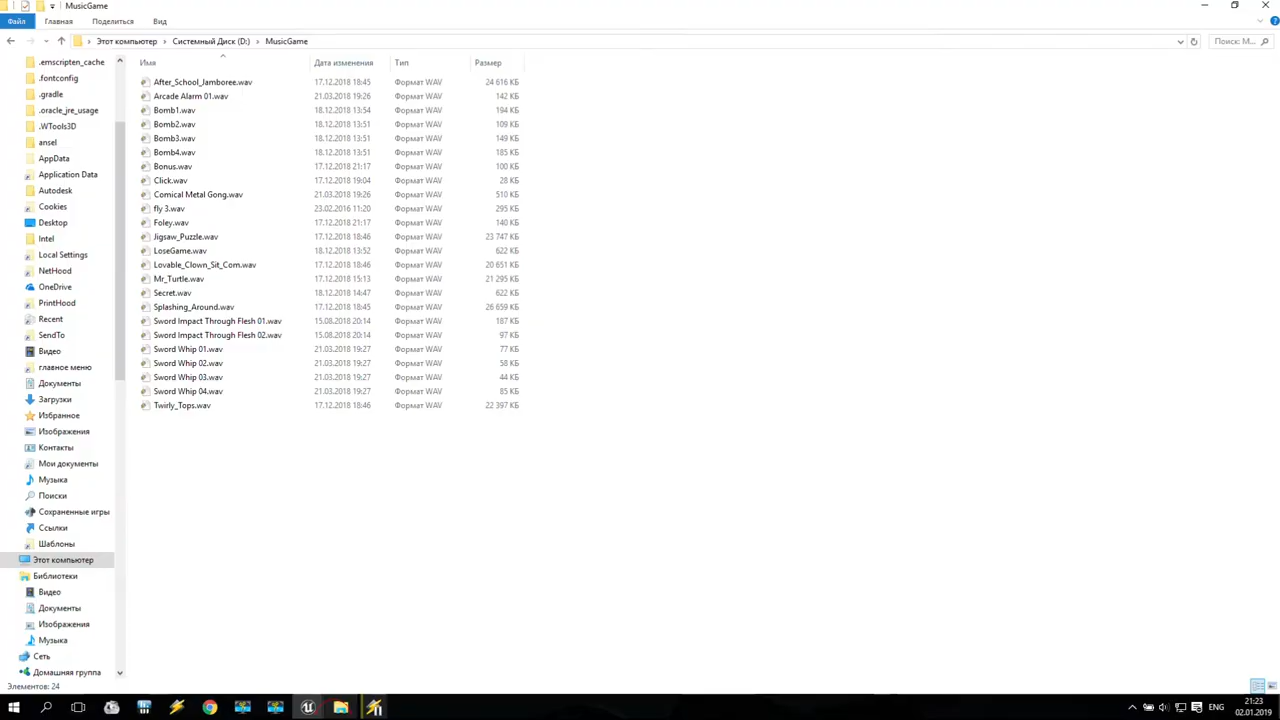 MusicGame
Файл Главная Поделиться Вид
Этот компьютер Системный Диск (D:) MusicGame Поиск: M...
Имя Дата изменения Тип Размер
.emscripten_cache
.fontconfig
.gradle
.oracle_jre_usage
.WTools3D
ansel
AppData
Application Data
Autodesk
Cookies
Desktop
Intel
Local Settings
NetHood
OneDrive
PrintHood
Recent
SendTo
Видео
главное меню
Документы
Загрузки
Избранное
Изображения
Контакты
Мои документы
Музыка
Поиски
Сохраненные игры
Ссылки
Шаблоны
Этот компьютер
Библиотеки
Видео
Документы
Изображения
Музыка
Сеть
Домашняя группа
After_School_Jamboree.wav 17.12.2018 18:45 Формат WAV 24 616 КБ
Arcade Alarm 01.wav 21.03.2018 19:26 Формат WAV 142 КБ
Bomb1.wav 18.12.2018 13:54 Формат WAV 194 КБ
Bomb2.wav 18.12.2018 13:51 Формат WAV 109 КБ
Bomb3.wav 18.12.2018 13:51 Формат WAV 149 КБ
Bomb4.wav 18.12.2018 13:51 Формат WAV 185 КБ
Bonus.wav 17.12.2018 21:17 Формат WAV 100 КБ
Click.wav 17.12.2018 19:04 Формат WAV 28 КБ
Comical Metal Gong.wav 21.03.2018 19:26 Формат WAV 510 КБ
fly 3.wav 23.02.2016 11:20 Формат WAV 295 КБ
Foley.wav 17.12.2018 21:17 Формат WAV 140 КБ
Jigsaw_Puzzle.wav 17.12.2018 18:46 Формат WAV 23 747 КБ
LoseGame.wav 18.12.2018 13:52 Формат WAV 622 КБ
Lovable_Clown_Sit_Com.wav 17.12.2018 18:46 Формат WAV 20 651 КБ
Mr_Turtle.wav 17.12.2018 15:13 Формат WAV 21 295 КБ
Secret.wav 18.12.2018 14:47 Формат WAV 622 КБ
Splashing_Around.wav 17.12.2018 18:45 Формат WAV 26 659 КБ
Sword Impact Through Flesh 01.wav 15.08.2018 20:14 Формат WAV 187 КБ
Sword Impact Through Flesh 02.wav 15.08.2018 20:14 Формат WAV 97 КБ
Sword Whip 01.wav 21.03.2018 19:27 Формат WAV 77 КБ
Sword Whip 02.wav 21.03.2018 19:27 Формат WAV 58 КБ
Sword Whip 03.wav 21.03.2018 19:27 Формат WAV 44 КБ
Sword Whip 04.wav 21.03.2018 19:27 Формат WAV 85 КБ
Twirly_Tops.wav 17.12.2018 18:46 Формат WAV 22 397 КБ
Элементов: 24
ENG
21:23
02.01.2019